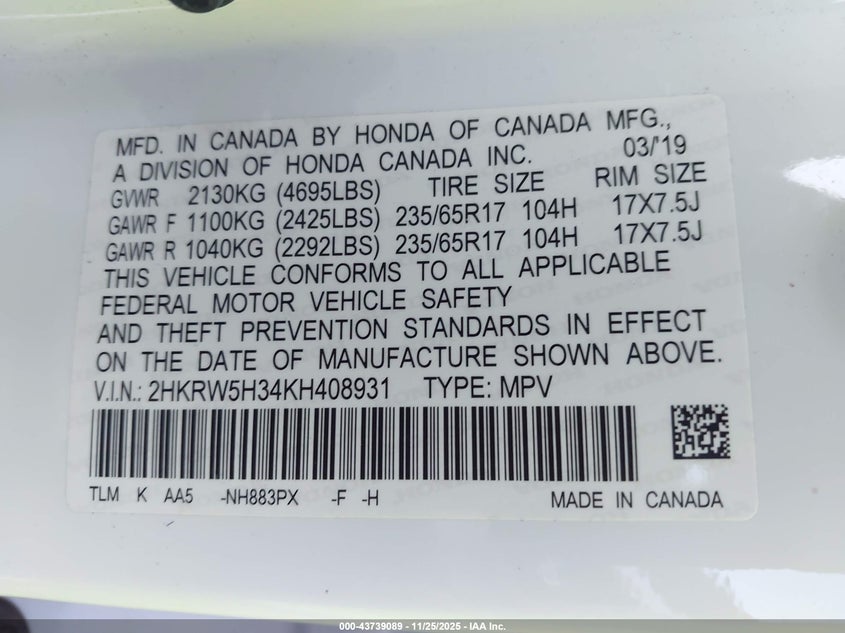 MFD. IN CANADA BY HONDA OF CANADA MFG.,
A DIVISION OF HONDA CANADA INC. 03/'19
GVWR 2130KG (4695LBS) TIRE SIZE RIM SIZE
GAWR F 1100KG (2425LBS) 235/65R17 104H 17X7.5J
GAWR R 1040KG (2292LBS) 235/65R17 104H 17X7.5J
THIS VEHICLE CONFORMS TO ALL APPLICABLE
FEDERAL MOTOR VEHICLE SAFETY
AND THEFT PREVENTION STANDARDS IN EFFECT
ON THE DATE OF MANUFACTURE SHOWN ABOVE.
V.I.N.: 2HKRW5H34KH408931 TYPE: MPV
TLM K AA5 -NH883PX -F -H MADE IN CANADA
000-43739089 - 11/25/2025 - IAA Inc.